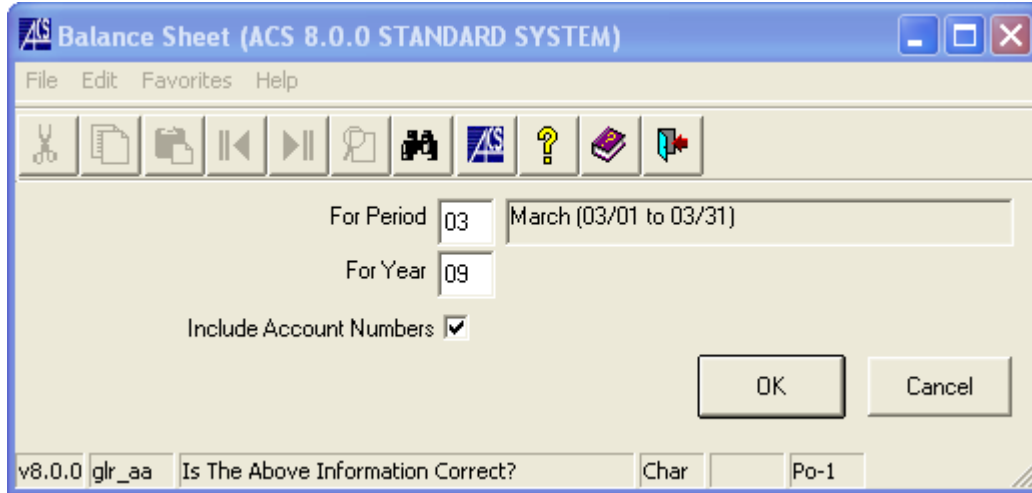 ACS Balance Sheet (ACS 8.0.0 STANDARD SYSTEM)
File Edit Favorites Help
ACS ?
For Period 03 March (03/01 to 03/31)
For Year 09
Include Account Numbers
OK Cancel
v8.0.0 glr_aa Is The Above Information Correct? Char Po-1